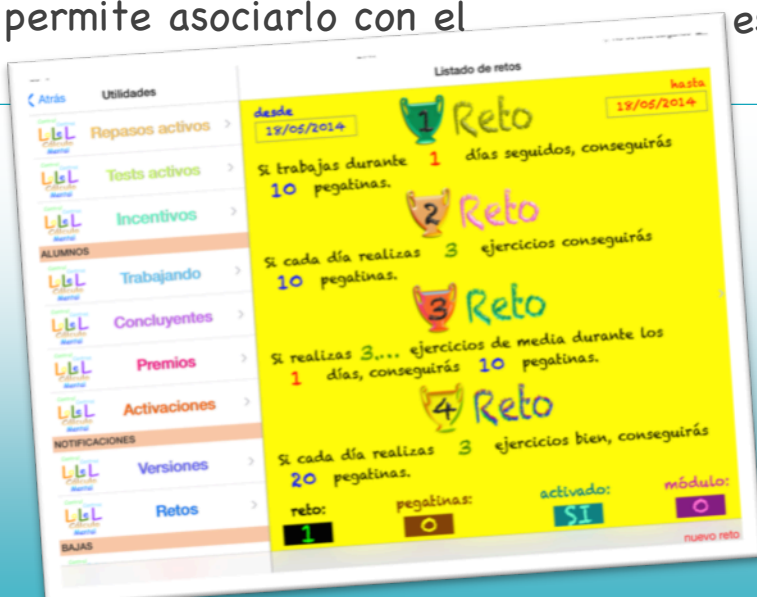 permite asociarlo con el
Atrás
Utilidades
Listado de retos
Repasos activos
Tests activos
Incentivos
ALUMNOS
Trabajando
Concluyentes
Premios
Activaciones
NOTIFICACIONES
Versiones
Retos
BAJAS
desde
18/05/2014
hasta
18/05/2014
1 Reto
Si trabajas durante 1 días seguidos, conseguirás
10 pegatinas.
2 Reto
Si cada día realizas 3 ejercicios conseguirás
10 pegatinas.
3 Reto
Si realizas 3,... ejercicios de media durante los
1 días, conseguirás 10 pegatinas.
4 Reto
Si cada día realizas 3 ejercicios bien, conseguirás
20 pegatinas.
reto: pegatinas: activado: módulo:
1 0 SI 0
nuevo reto